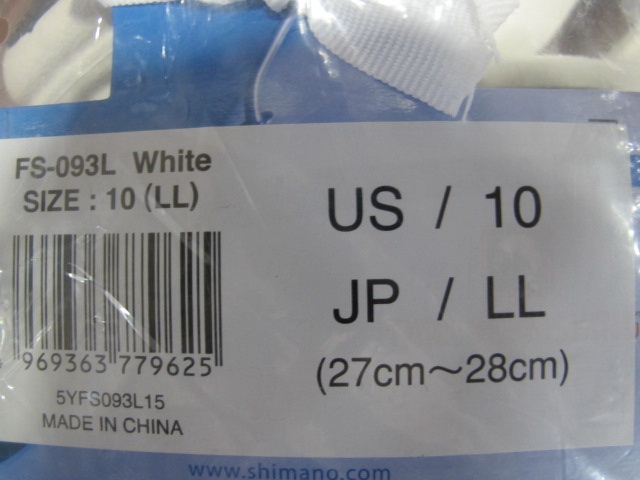 FS-093L White
SIZE : 10 (LL)
969363 779625
5YFS093L15
MADE IN CHINA
US / 10
JP / LL
(27cm～28cm)
www.shimano.com